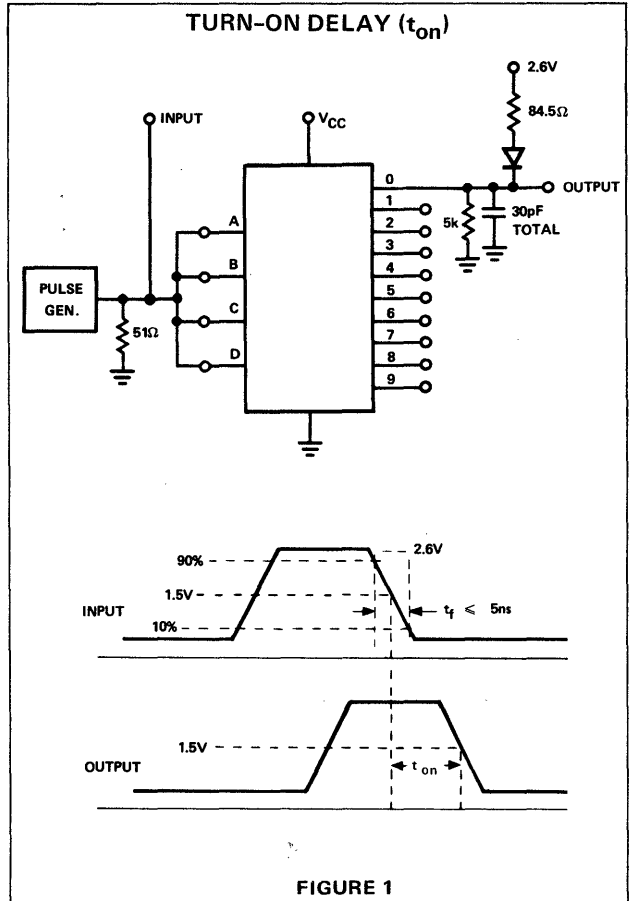 TURN-ON DELAY (ton)
2.6V
84.5Ω
INPUT
VCC
0
OUTPUT
1
5k
30pF
TOTAL
A
2
3
B
4
PULSE
GEN.
5
51Ω
C
6
7
D
8
9
90%
2.6V
1.5V
INPUT
tf ≤ 5ns
10%
1.5V
OUTPUT
ton
FIGURE 1